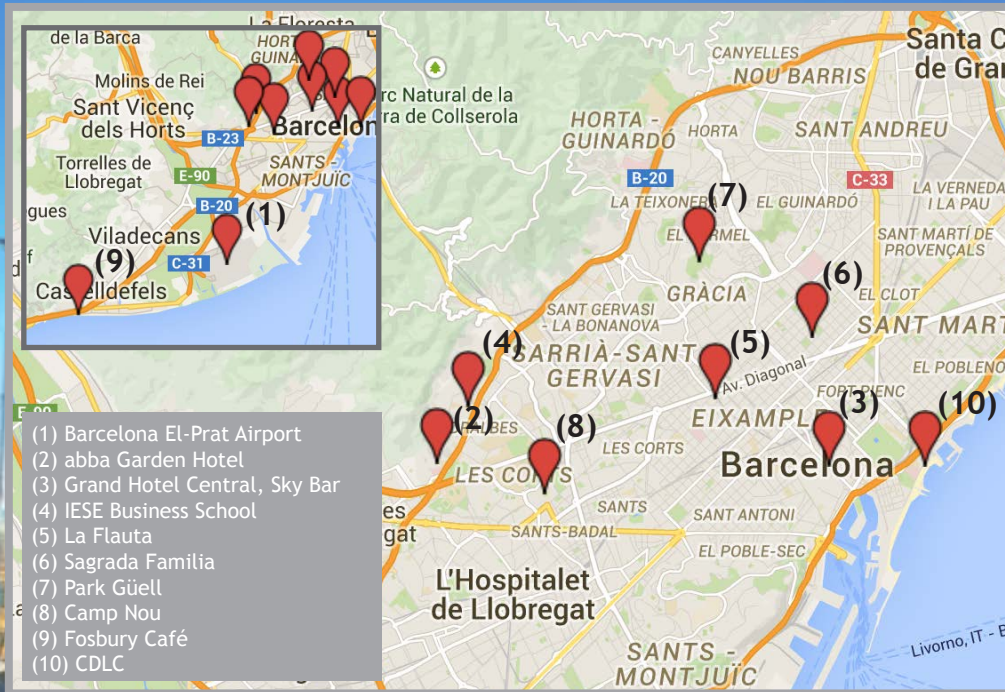 La Floresta
de la Barca
HORTA
GUINAR
Molins de Rei
Sant Vicenç
dels Horts
rc Natural de la
rra de Collserola
B-23
Barcelon
Torrelles de
Llobregat
E-90
SANTS -
MONTJUÏC
B-20
gues
(1)
Viladecans
C-31
(9)
Castelldefels
Santa C
de Gra
CANYELLES
NOU BARRIS
HORTA -
GUINARDÓ
HORTA
SANT ANDREU
B-20
C-33
(7)
LA TEIXONERA
EL GUINARDÓ
LA VERNEDA
I LA PAU
EL CARMEL
SANT MARTÍ DE
PROVENÇALS
(6)
GRÀCIA
EL CLOT
SANT GERVASI
- LA BONANOVA
SANT MART
(4)
(5)
SARRIÀ-SANT
GERVASI
Av. Diagonal
EL POBLENO
FORT PIENC
E-90
(2)
(8)
EIXAMPLE
(3)
(10)
LES CORTS
LES CORTS
Barcelona
SANTS
SANT ANTONI
SANTS-BADAL
EL POBLE-SEC
gat
L'Hospitalet
de Llobregat
SANTS -
MONTJUÏC
Livorno, IT - B
(1) Barcelona El-Prat Airport
(2) abba Garden Hotel
(3) Grand Hotel Central, Sky Bar
(4) IESE Business School
(5) La Flauta
(6) Sagrada Familia
(7) Park Güell
(8) Camp Nou
(9) Fosbury Café
(10) CDLC